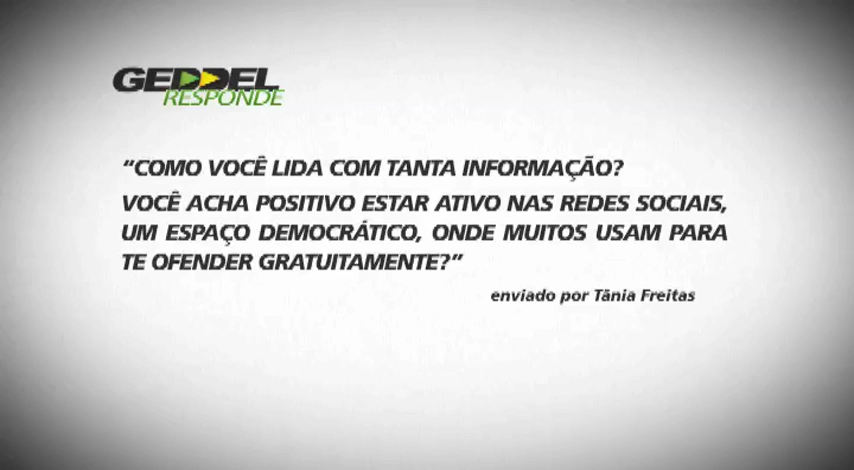 GEDDEL
RESPONDE
“COMO VOCÊ LIDA COM TANTA INFORMAÇÃO?
VOCÊ ACHA POSITIVO ESTAR ATIVO NAS REDES SOCIAIS,
UM ESPAÇO DEMOCRÁTICO, ONDE MUITOS USAM PARA
TE OFENDER GRATUITAMENTE?”
enviado por Tânia Freitas